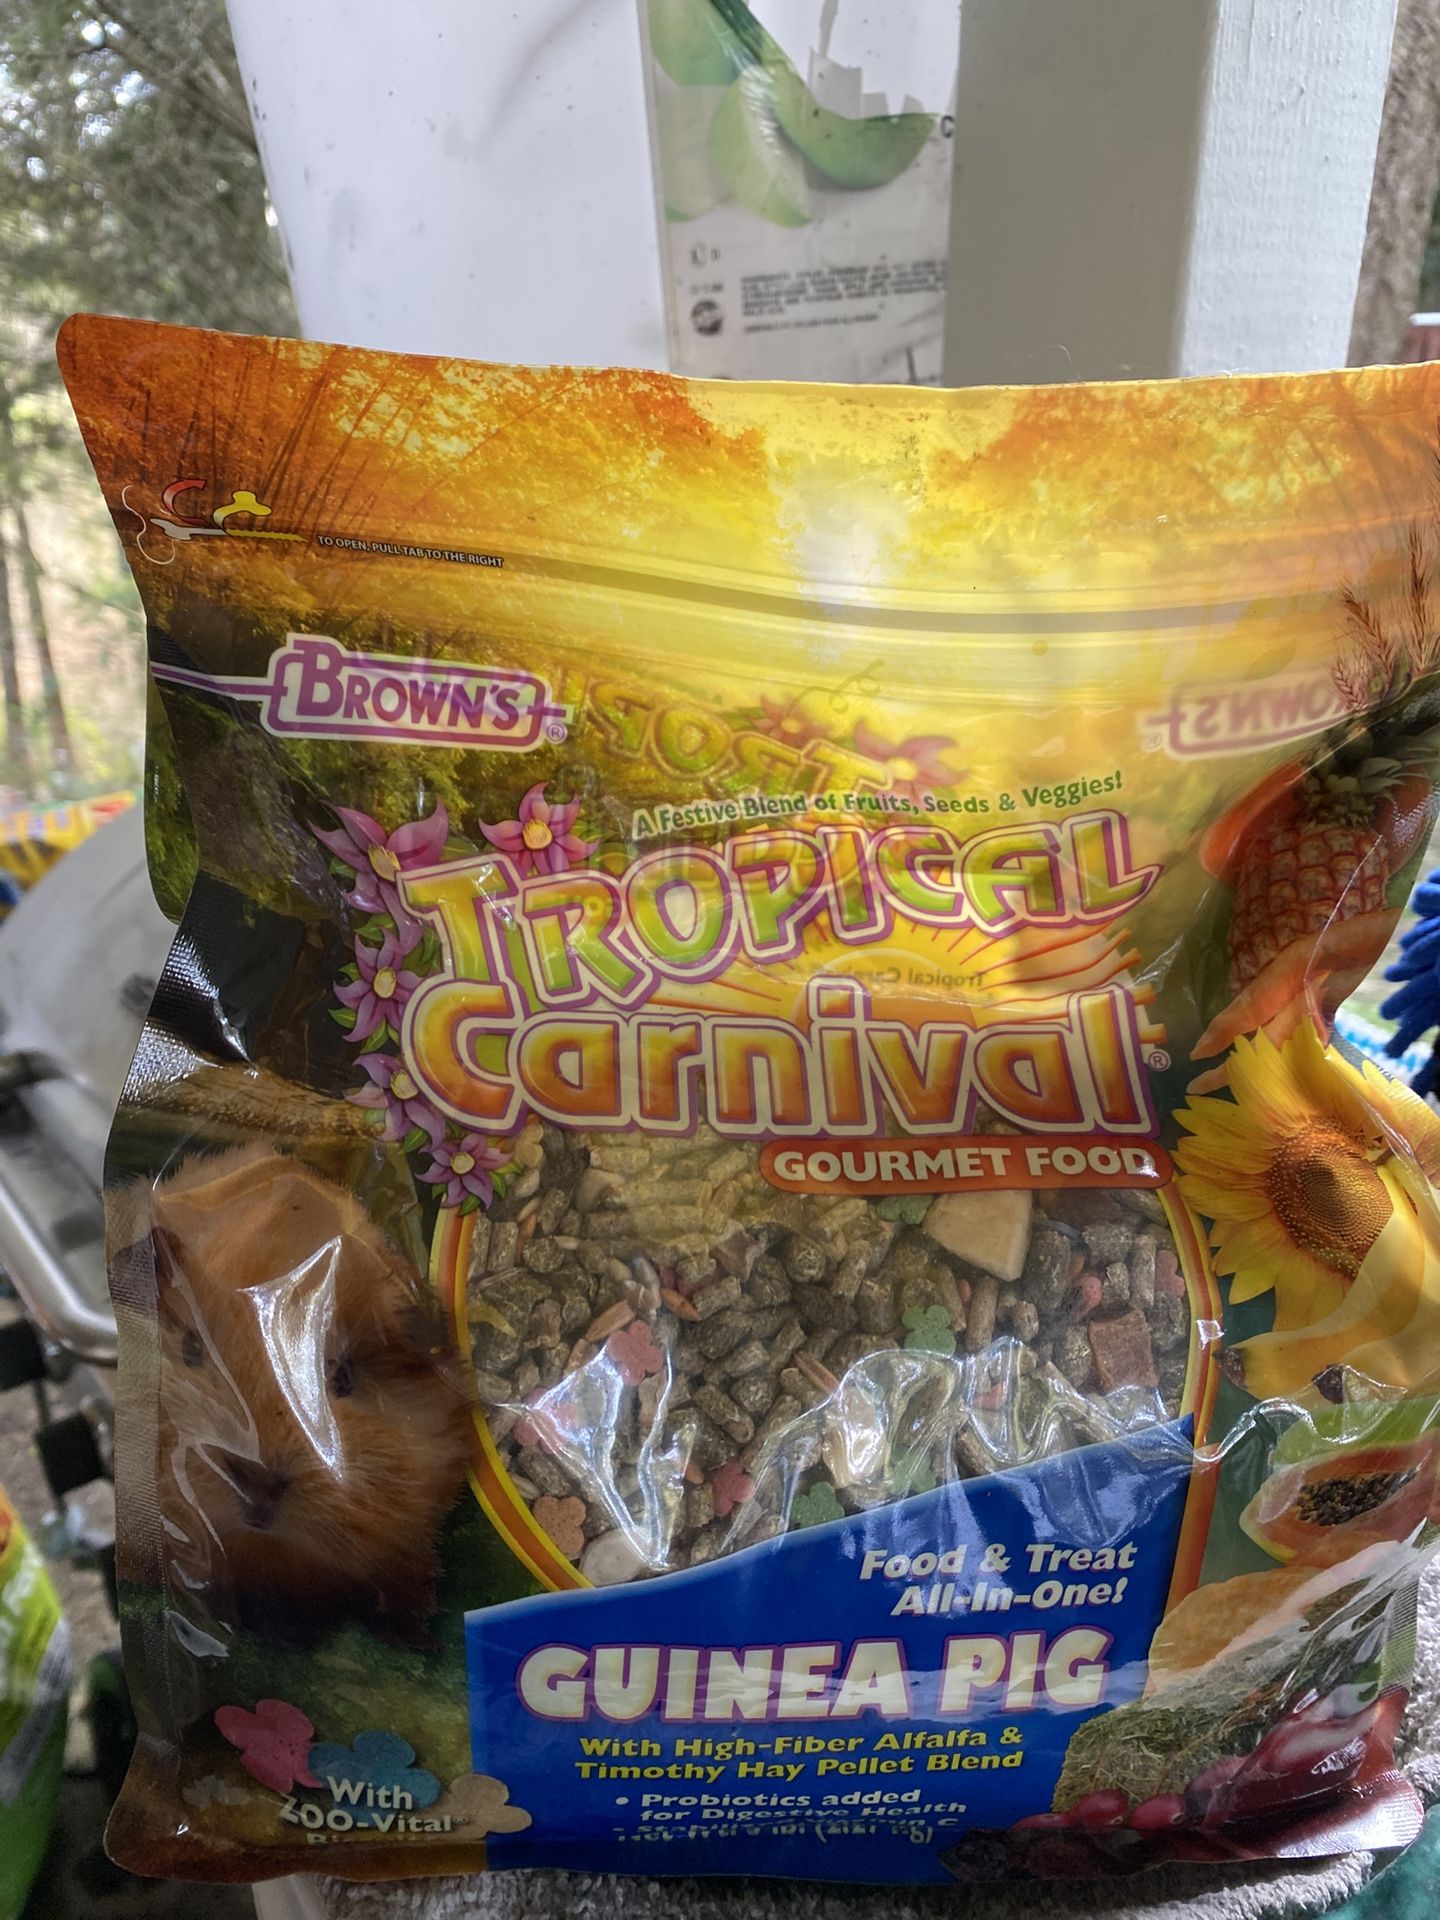 TO OPEN, PULL TAB TO THE RIGHT
BROWN'S®
A Festive Blend of Fruits, Seeds & Veggies!
TROPICAL
Carnival®
GOURMET FOOD
Food & Treat
All-In-One!
GUINEA PIG
With High-Fiber Alfalfa &
Timothy Hay Pellet Blend
• Probiotics added
for Digestive Health
With
ZOO-Vital®